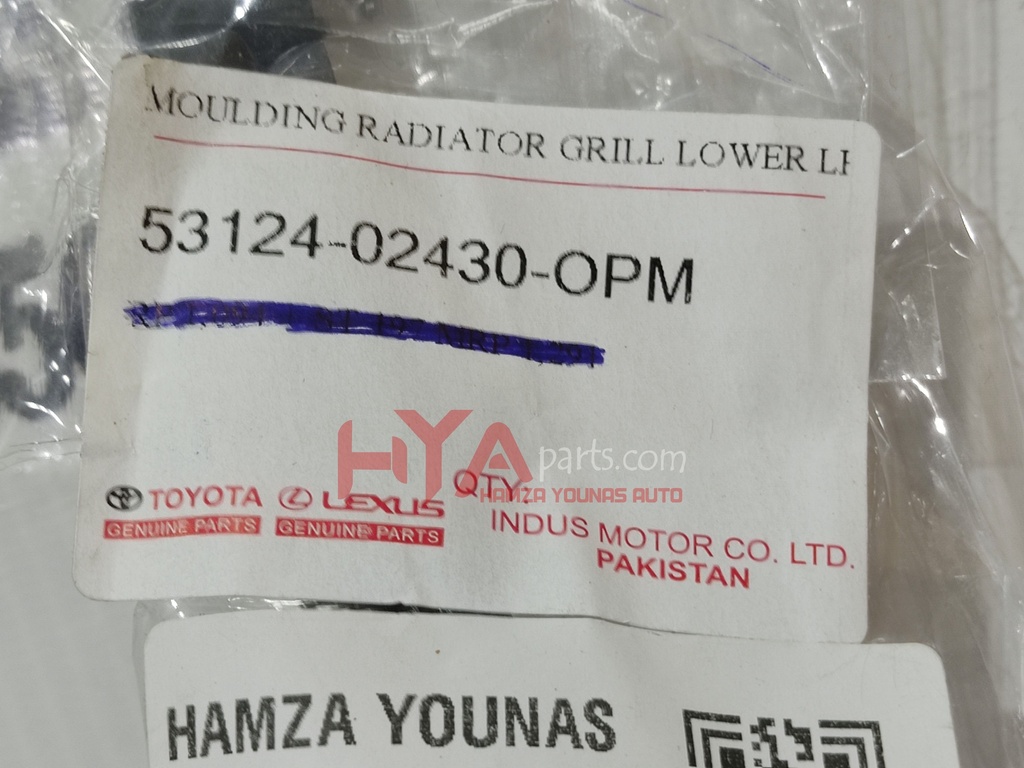 MOULDING RADIATOR GRILL LOWER LH
53124-02430-OPM
HYA parts.com
HAMZA YOUNAS AUTO
QTY:
TOYOTA LEXUS
GENUINE PARTS GENUINE PARTS
INDUS MOTOR CO. LTD.
PAKISTAN
HAMZA YOUNAS